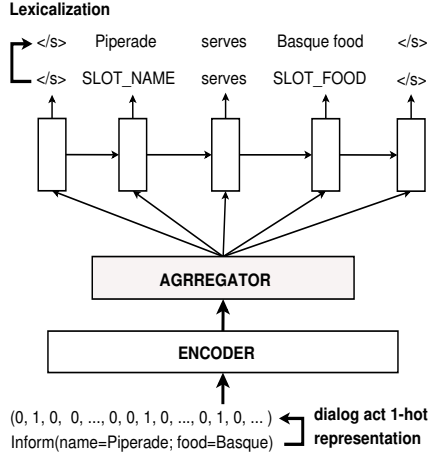 Lexicalization
</s> Piperade serves Basque food </s>
</s> SLOT_NAME serves SLOT_FOOD </s>
AGRREGATOR
ENCODER
(0, 1, 0, 0, ..., 0, 0, 1, 0, ..., 0, 1, 0, ... ) dialog act 1-hot
Inform(name=Piperade; food=Basque) representation